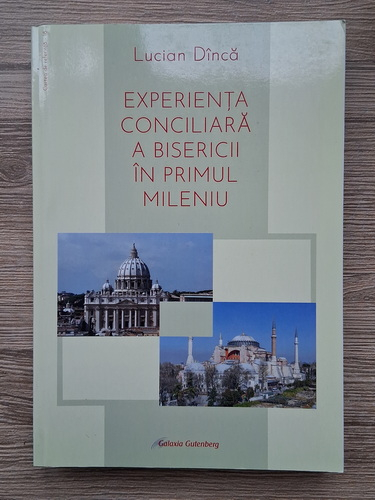 Lucian Dîncă
EXPERIENȚA
CONCILIARĂ
A BISERICII
ÎN PRIMUL
MILENIU
Galaxia Gutenberg